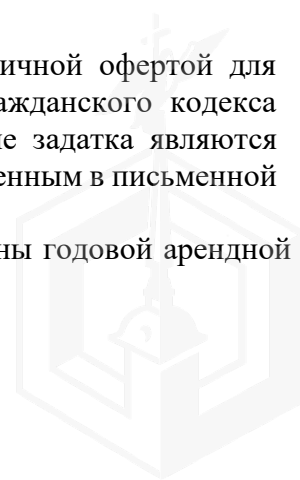 ичной офертой для
ажданского кодекса
е задатка являются
енным в письменной
ны годовой арендной